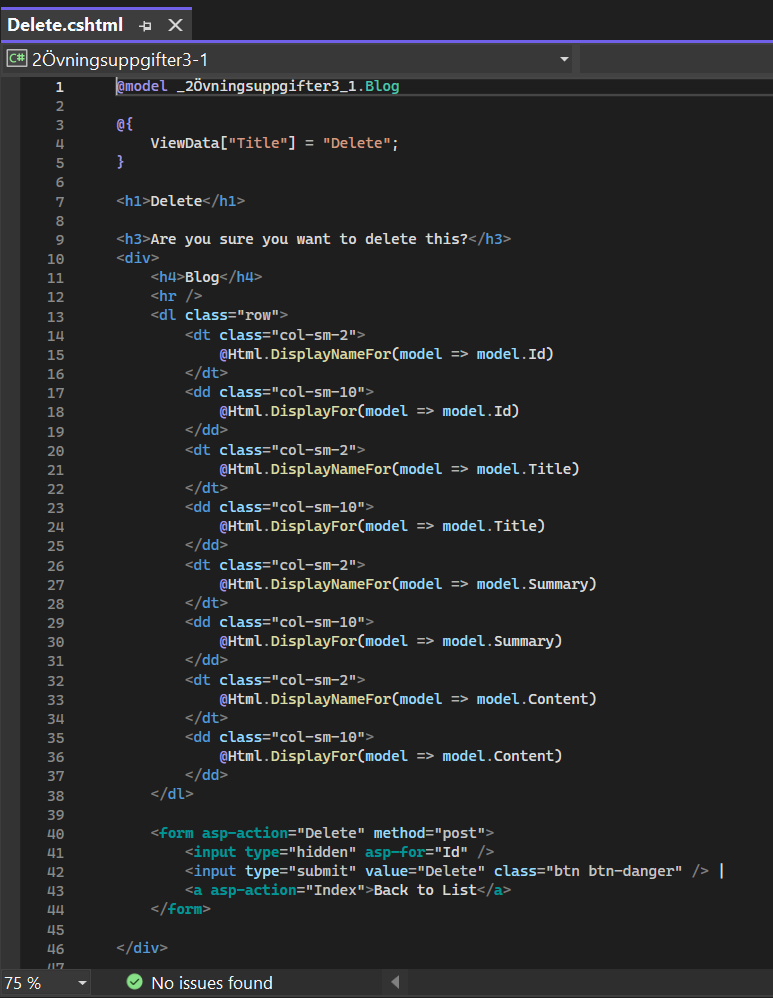 Delete.cshtml
C# 2Övningsuppgifter3-1
1 @model _2Övningsuppgifter3_1.Blog
2
3 @{
4 ViewData["Title"] = "Delete";
5 }
6
7 <h1>Delete</h1>
8
9 <h3>Are you sure you want to delete this?</h3>
10 <div>
11 <h4>Blog</h4>
12 <hr />
13 <dl class="row">
14 <dt class="col-sm-2">
15 @Html.DisplayNameFor(model => model.Id)
16 </dt>
17 <dd class="col-sm-10">
18 @Html.DisplayFor(model => model.Id)
19 </dd>
20 <dt class="col-sm-2">
21 @Html.DisplayNameFor(model => model.Title)
22 </dt>
23 <dd class="col-sm-10">
24 @Html.DisplayFor(model => model.Title)
25 </dd>
26 <dt class="col-sm-2">
27 @Html.DisplayNameFor(model => model.Summary)
28 </dt>
29 <dd class="col-sm-10">
30 @Html.DisplayFor(model => model.Summary)
31 </dd>
32 <dt class="col-sm-2">
33 @Html.DisplayNameFor(model => model.Content)
34 </dt>
35 <dd class="col-sm-10">
36 @Html.DisplayFor(model => model.Content)
37 </dd>
38 </dl>
39
40 <form asp-action="Delete" method="post">
41 <input type="hidden" asp-for="Id" />
42 <input type="submit" value="Delete" class="btn btn-danger" /> |
43 <a asp-action="Index">Back to List</a>
44 </form>
45
46 </div>
47
75 % No issues found